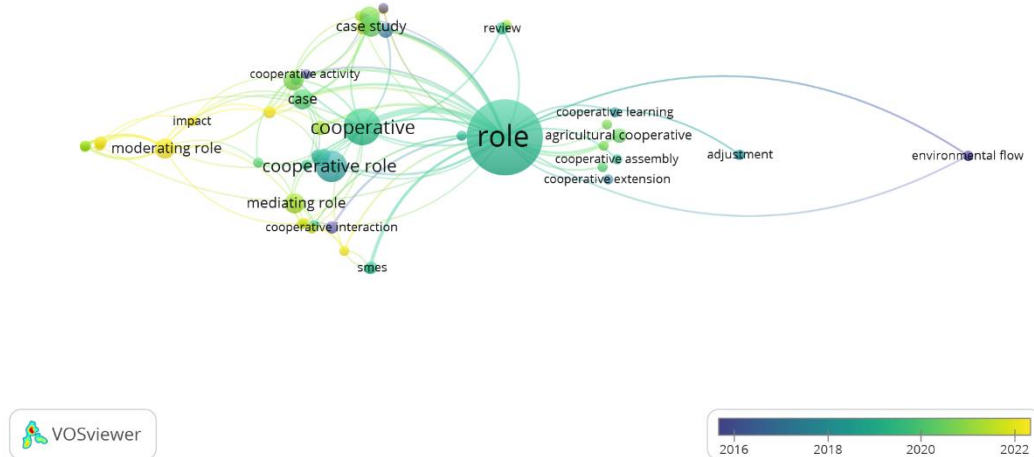 case study
review
cooperative activity
case
cooperative learning
impact
cooperative
role
agricultural cooperative
moderating role
cooperative role
cooperative assembly
adjustment
environmental flow
cooperative extension
mediating role
cooperative interaction
smes
VOSviewer
2016 2018 2020 2022